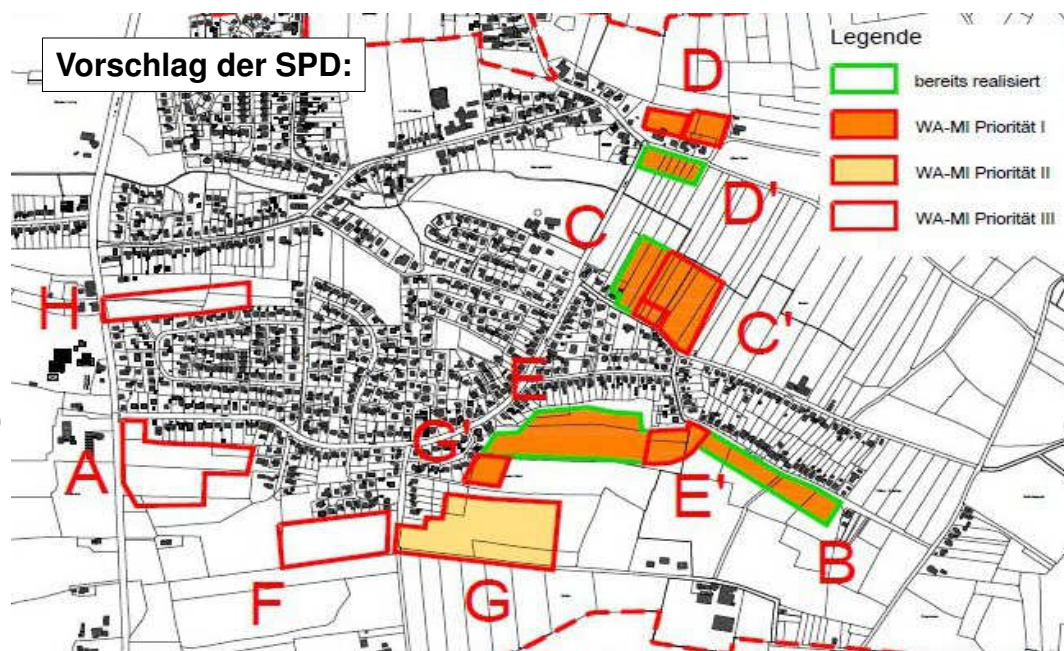 Vorschlag der SPD:
Legende
bereits realisiert
WA-MI Priorität I
WA-MI Priorität II
WA-MI Priorität III
D
D'
C
C'
H
E
G'
A
E'
B
F
G